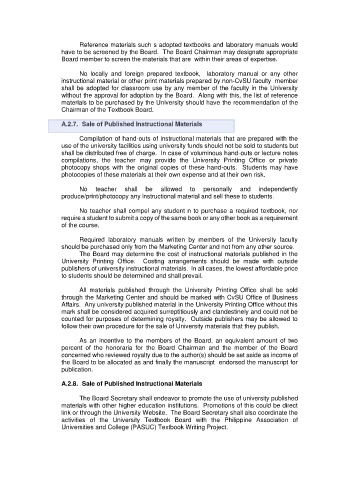 Reference materials such s adopted textbooks and laboratory manuals would
have to be screened by the Board. The Board Chairman may designate appropriate
Board member to screen the materials that are within their areas of expertise.
No locally and foreign prepared textbook, laboratory manual or any other
instructional material or other print materials prepared by non-CvSU faculty member
shall be adopted for classroom use by any member of the faculty in the University
without the approval for adoption by the Board. Along with this, the list of reference
materials to be purchased by the University should have the recommendation of the
Chairman of the Textbook Board.
A.2.7. Sale of Published Instructional Materials
Compilation of hand-outs of instructional materials that are prepared with the
use of the university facilities using university funds should not be sold to students but
shall be distributed free of charge. In case of voluminous hand-outs or lecture notes
compilations, the teacher may provide the University Printing Office or private
photocopy shops with the original copies of these hand-outs. Students may have
photocopies of these materials at their own expense and at their own risk.
No teacher shall be allowed to personally and independently
produce/print/photocopy any instructional material and sell these to students.
No teacher shall compel any student n to purchase a required textbook, nor
require a student to submit a copy of the same book or any other book as a requirement
of the course.
Required laboratory manuals written by members of the University faculty
should be purchased only from the Marketing Center and not from any other source.
The Board may determine the cost of instructional materials published in the
University Printing Office. Costing arrangements should be made with outside
publishers of university instructional materials. In all cases, the lowest affordable price
to students should be determined and shall prevail.
All materials published through the University Printing Office shall be sold
through the Marketing Center and should be marked with CvSU Office of Business
Affairs. Any university published material in the University Printing Office without this
mark shall be considered acquired surreptitiously and clandestinely and could not be
counted for purposes of determining royalty. Outside publishers may be allowed to
follow their own procedure for the sale of University materials that they publish.
As an incentive to the members of the Board, an equivalent amount of two
percent of the honoraria for the Board Chairman and the member of the Board
concerned who reviewed royalty due to the author(s) should be set aside as income of
the Board to be allocated as and finally the manuscript endorsed the manuscript for
publication.
A.2.8. Sale of Published Instructional Materials
The Board Secretary shall endeavor to promote the use of university published
materials with other higher education institutions. Promotions of this could be direct
link or through the University Website. The Board Secretary shall also coordinate the
activities of the University Textbook Board with the Philippine Association of
Universities and College (PASUC) Textbook Writing Project.